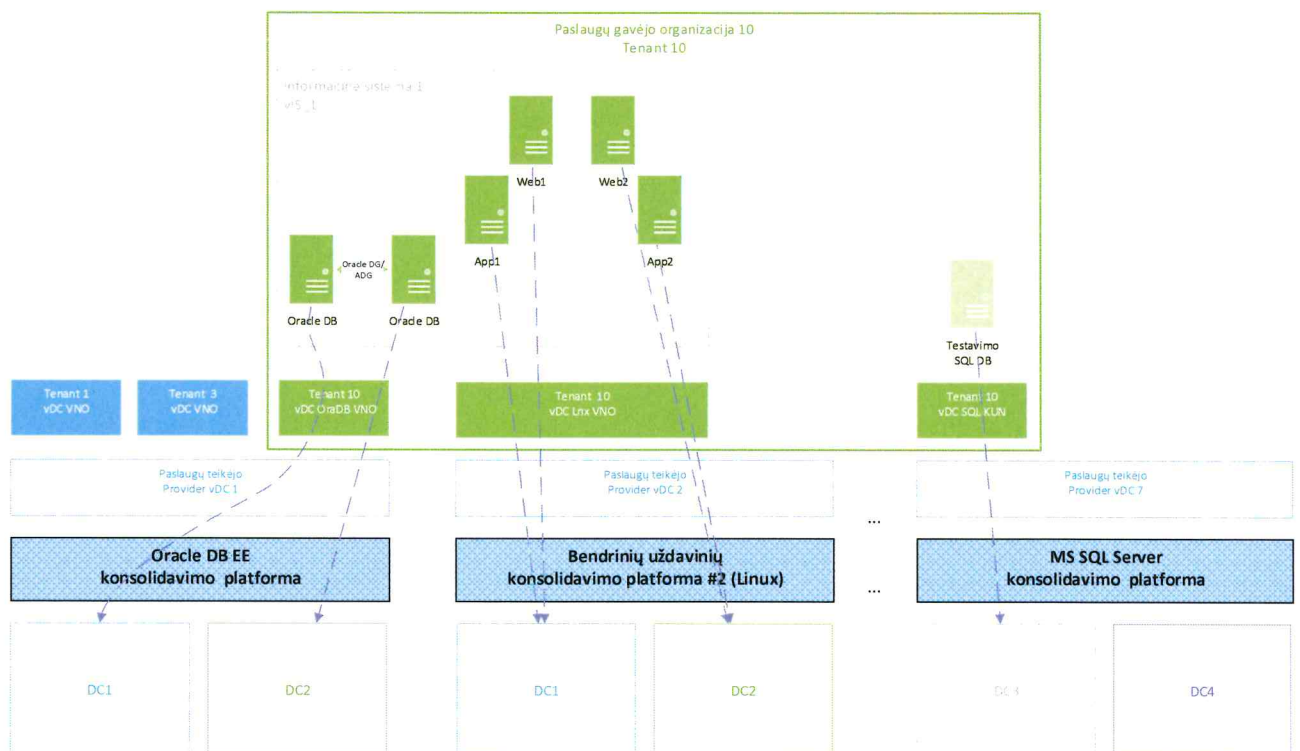 Paslaugų gavėjo organizacija 10
Tenant 10
Informacinė sistema 1
vIS_1
Web1
Web2
App1
App2
Oracle DG/
ADG
Oracle DB
Oracle DB
Testavimo
SQL DB
Tenant 1
vDC VNO
Tenant 3
vDC VNO
Tenant 10
vDC OraDB VNO
Tenant 10
vDC Lnx VNO
Tenant 10
vDC SQL KUN
Paslaugų teikėjo
Provider vDC 1
Paslaugų teikėjo
Provider vDC 2
Paslaugų teikėjo
Provider vDC 7
...
Oracle DB EE
konsolidavimo platforma
Bendrinių uždavinių
konsolidavimo platforma #2 (Linux)
...
MS SQL Server
konsolidavimo platforma
DC1
DC2
DC1
DC2
DC3
DC4